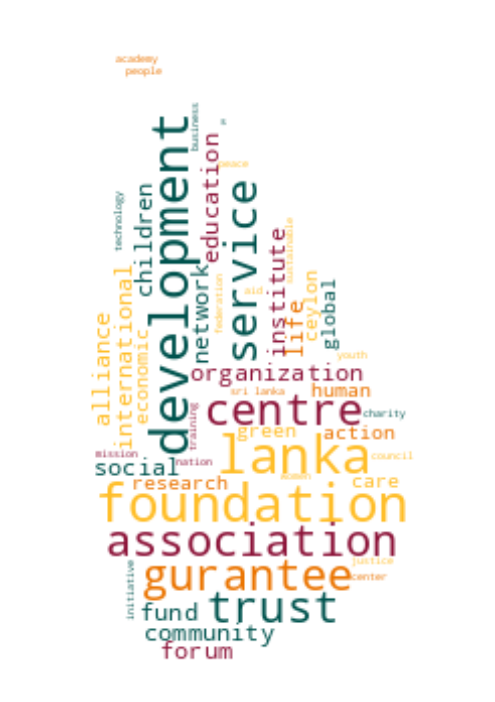 academy
people
business
development
education
peace
technology
children
service
sustainable
institute
network
international
federation
aid
life
ceylon
global
alliance
economic
youth
organization
sri lanka
human
centre
charity
training
green
action
lanka
mission
nation
social
council
women
research
care
foundation
association
justice
gurantee
center
initiative
fund
trust
community
forum